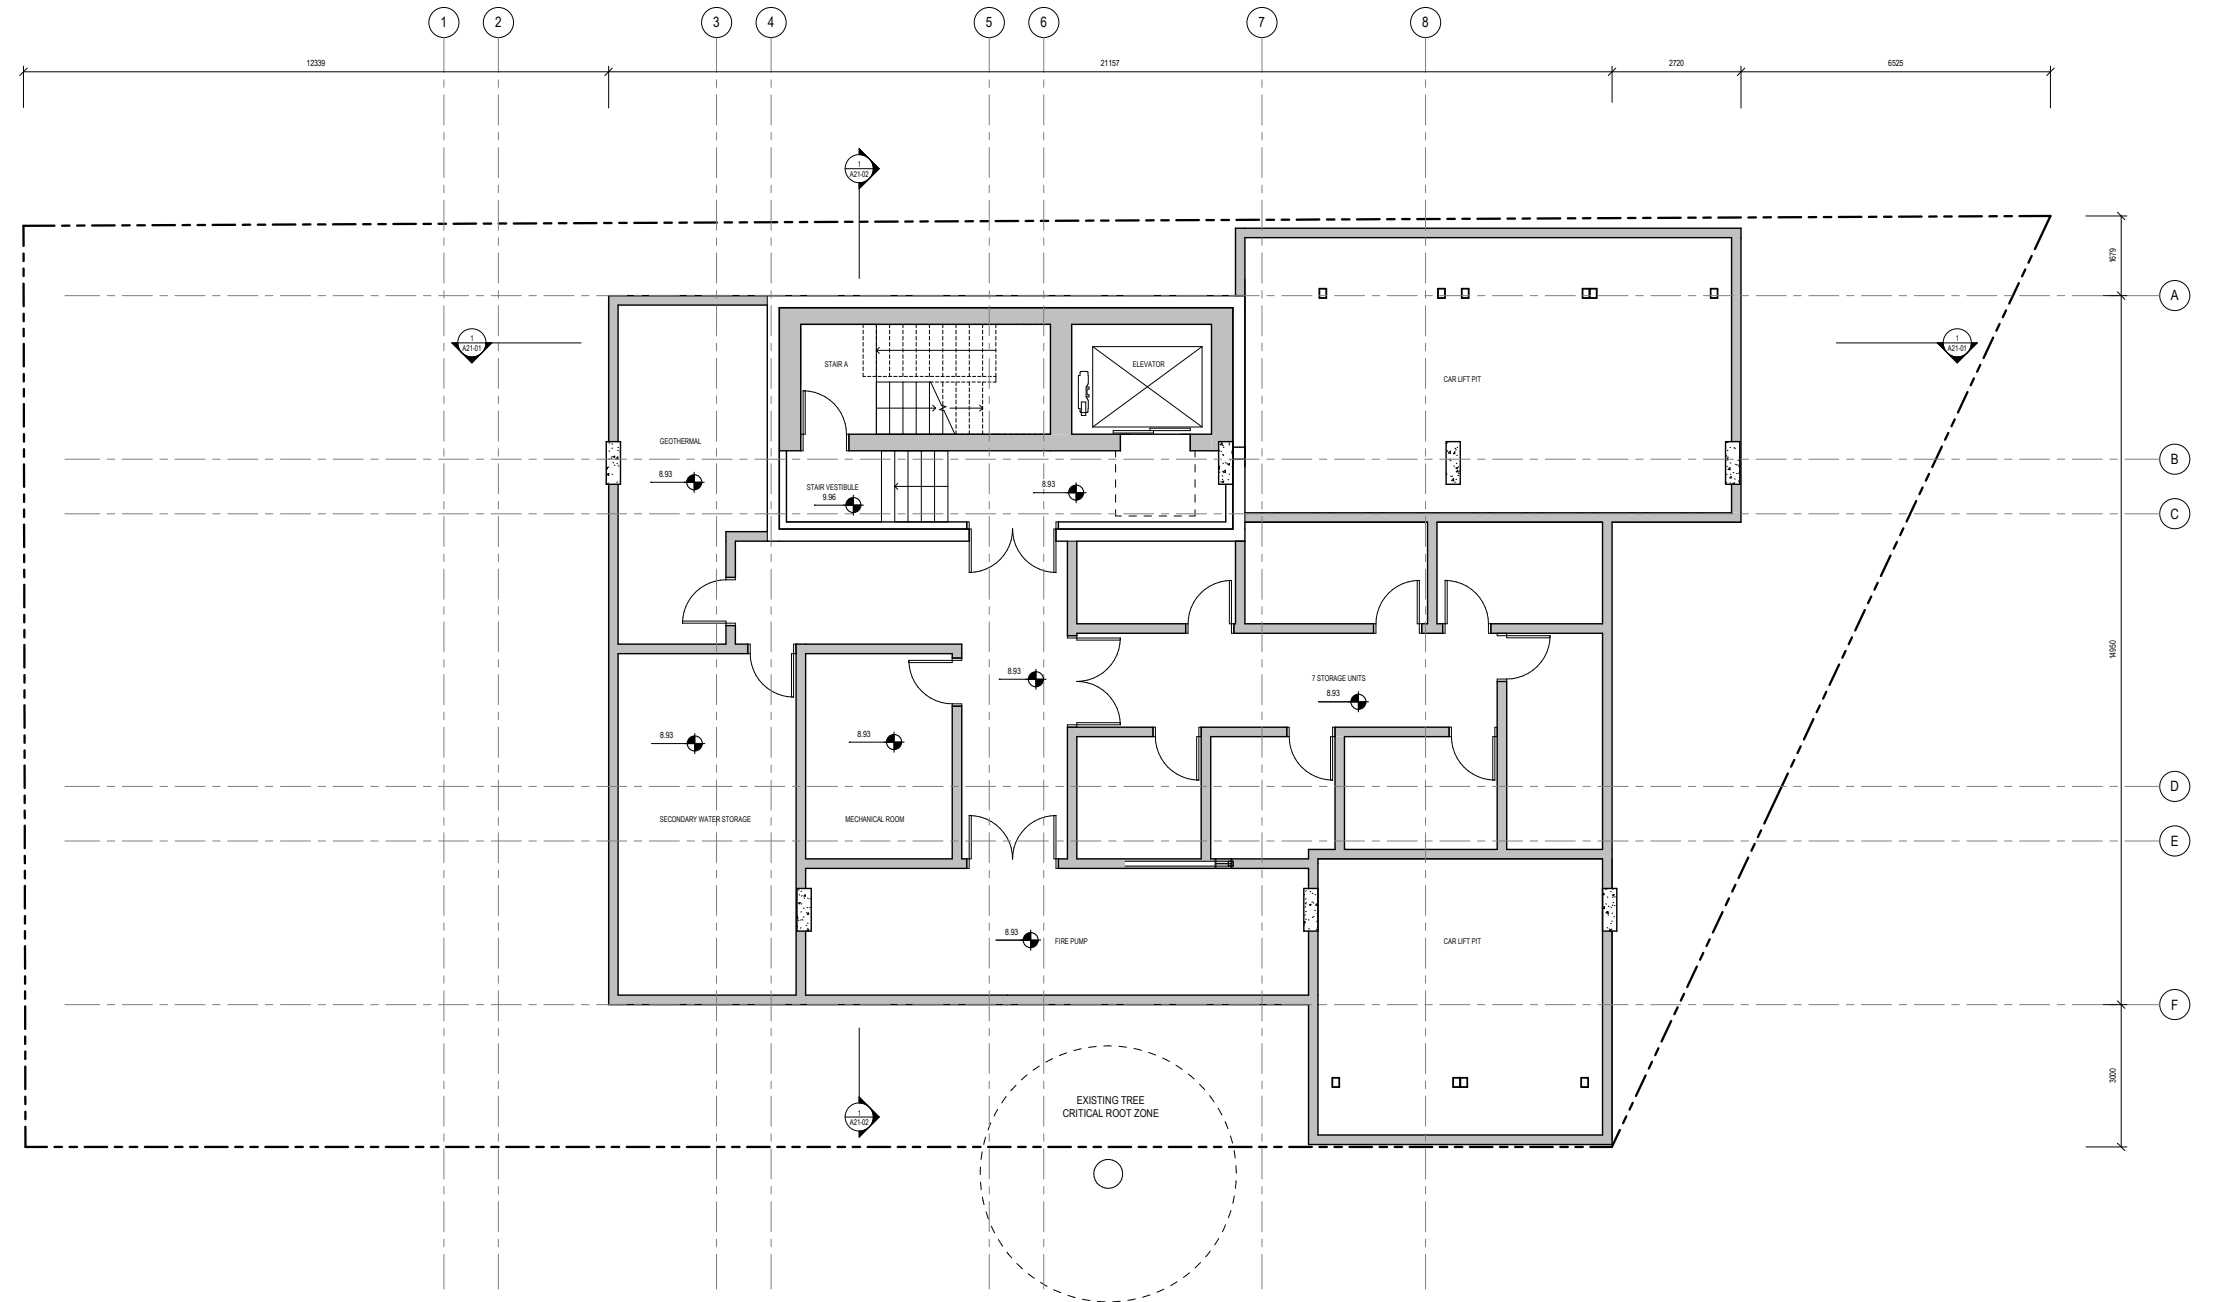 1 2 3 4 5 6 7 8
12339 21157 2720 6525
1
A21-02
1679
A
1
A21-01
1
A21-01
STAIR A
ELEVATOR
CAR LIFT PIT
GEOTHERMAL
B
8.93
STAIR VESTIBULE
9.96
8.93
C
14950
8.93
7 STORAGE UNITS
8.93
8.93
8.93
D
SECONDARY WATER STORAGE
MECHANICAL ROOM
E
8.93
FIRE PUMP
CAR LIFT PIT
F
3000
EXISTING TREE
CRITICAL ROOT ZONE
1
A21-02